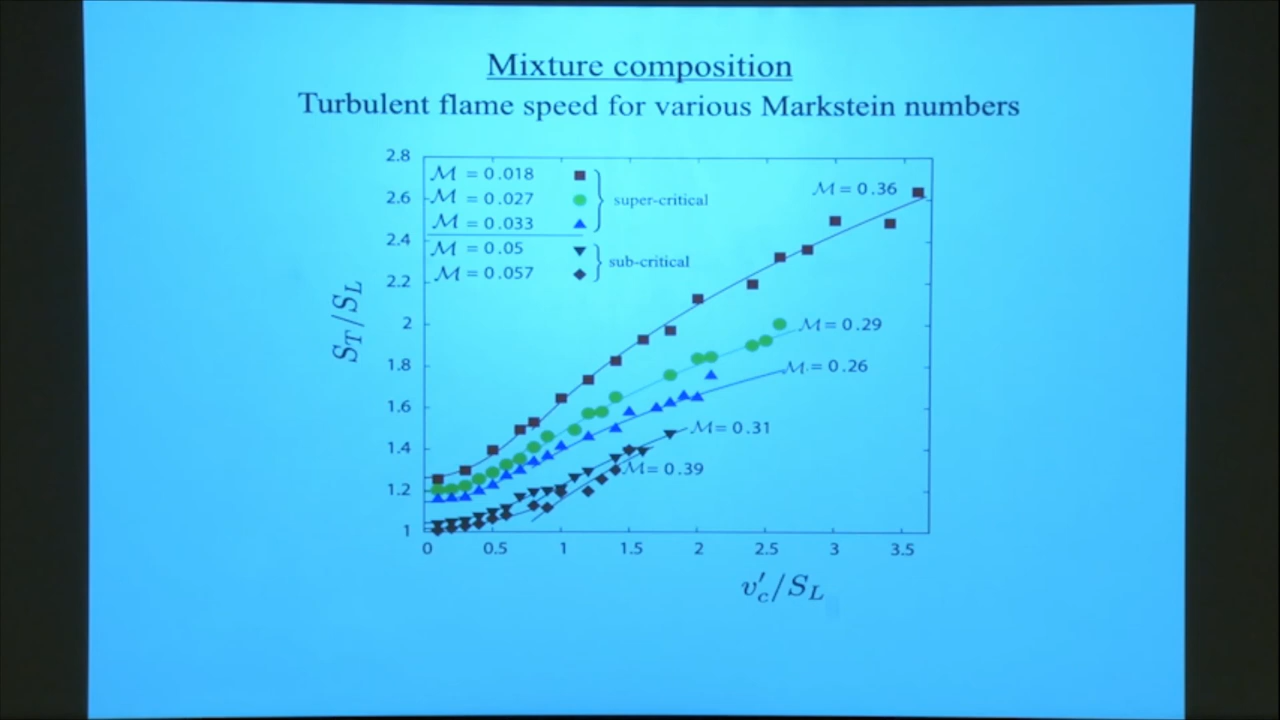 Mixture composition
Turbulent flame speed for various Markstein numbers
2.8
2.6
2.4
2.2
2
1.8
1.6
1.4
1.2
1
S_T/S_L
ℳ = 0.018
ℳ = 0.027
ℳ = 0.033
super-critical
ℳ = 0.05
ℳ = 0.057
sub-critical
ℳ = 0.36
ℳ = 0.29
ℳ = 0.26
ℳ = 0.31
ℳ = 0.39
0 0.5 1 1.5 2 2.5 3 3.5
v'_c/S_L